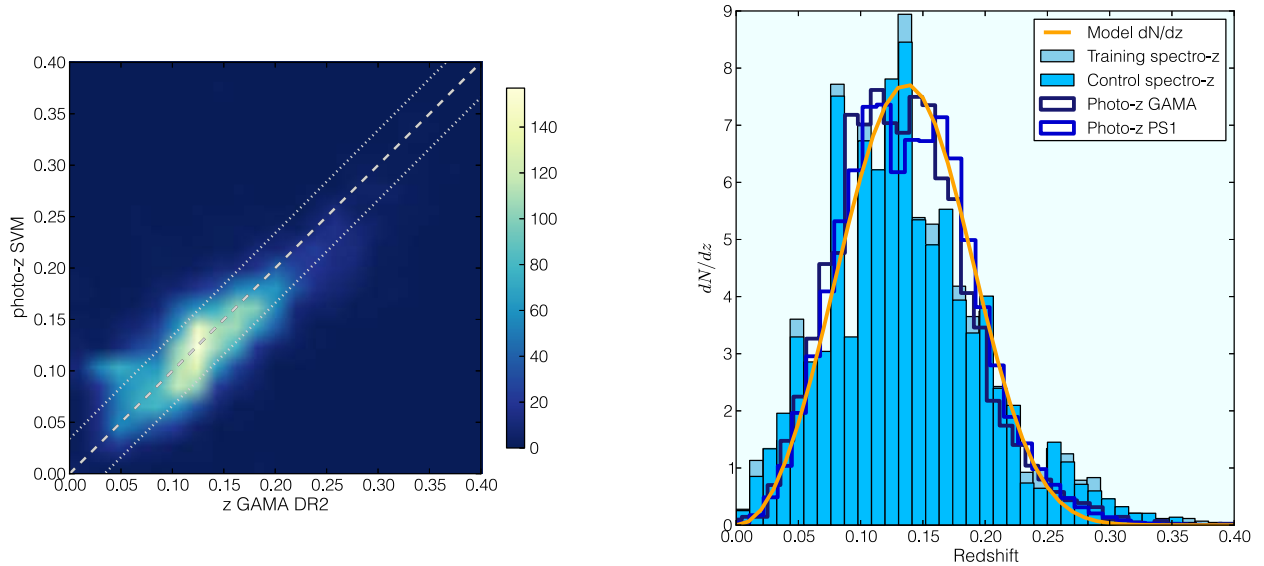 0.40
0.35
0.30
0.25
0.20
0.15
0.10
0.05
0.00
photo-z SVM
0.00 0.05 0.10 0.15 0.20 0.25 0.30 0.35 0.40
z GAMA DR2
140
120
100
80
60
40
20
0
9
8
7
6
5
4
3
2
1
0
dN/dz
Model dN/dz
Training spectro-z
Control spectro-z
Photo-z GAMA
Photo-z PS1
0.00 0.05 0.10 0.15 0.20 0.25 0.30 0.35 0.40
Redshift